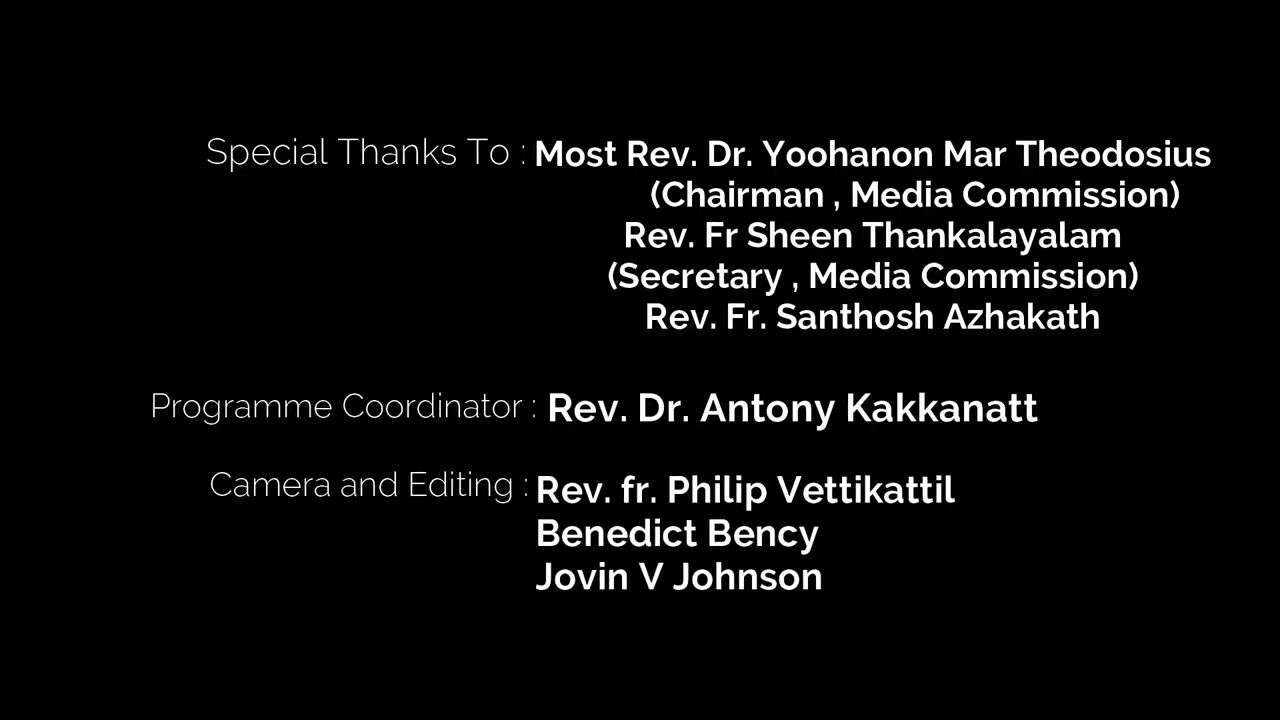 Special Thanks To : Most Rev. Dr. Yoohanon Mar Theodosius
(Chairman , Media Commission)
Rev. Fr Sheen Thankalayalam
(Secretary , Media Commission)
Rev. Fr. Santhosh Azhakath
Programme Coordinator : Rev. Dr. Antony Kakkanatt
Camera and Editing : Rev. fr. Philip Vettikattil
Benedict Bency
Jovin V Johnson